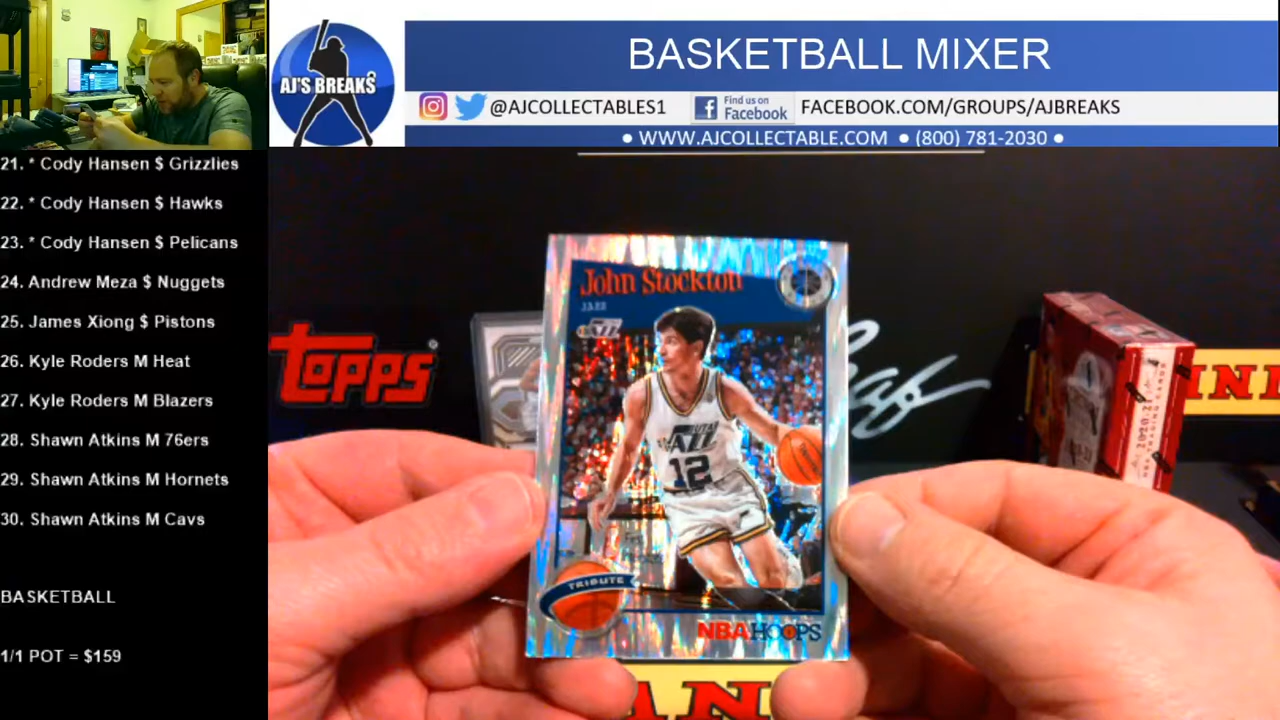 BASKETBALL MIXER
AJ'S BREAKS
@AJCOLLECTABLES1
Find us on
Facebook
FACEBOOK.COM/GROUPS/AJBREAKS
● WWW.AJCOLLECTABLE.COM ● (800) 781-2030 ●
21. * Cody Hansen $ Grizzlies
22. * Cody Hansen $ Hawks
23. * Cody Hansen $ Pelicans
24. Andrew Meza $ Nuggets
25. James Xiong $ Pistons
26. Kyle Roders M Heat
27. Kyle Roders M Blazers
28. Shawn Atkins M 76ers
29. Shawn Atkins M Hornets
30. Shawn Atkins M Cavs
BASKETBALL
1/1 POT = $159
John Stockton
JAZZ
JAZZ
12
TRIBUTE
NBA HOOPS
TOPPS